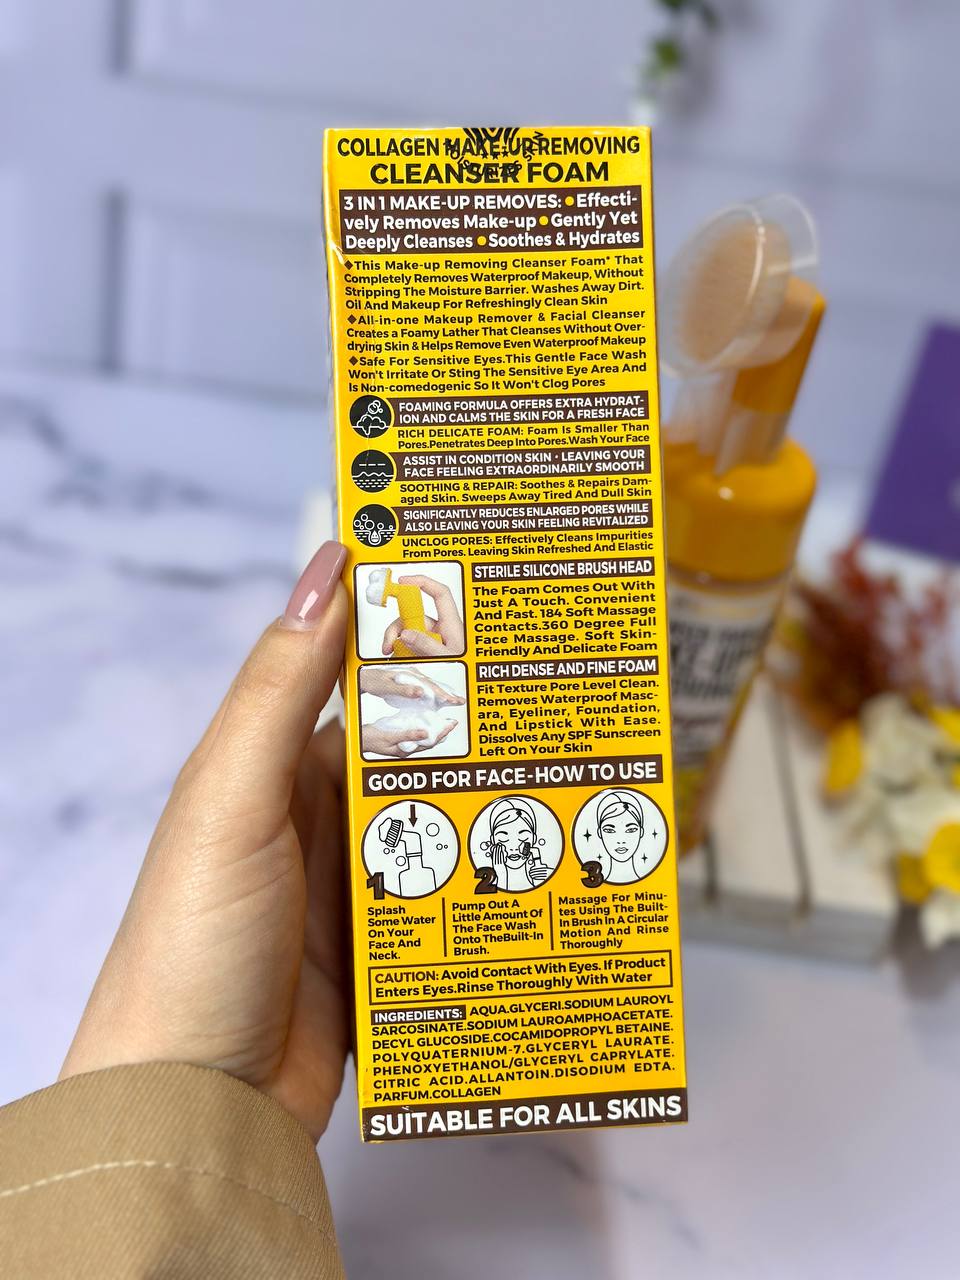 COLLAGEN MAKE-UP REMOVING
CLEANSER FOAM
3 IN 1 MAKE-UP REMOVES: ●Effecti-
vely Removes Make-up ●Gently Yet
Deeply Cleanses ●Soothes & Hydrates
◆This Make-up Removing Cleanser Foam* That
Completely Removes Waterproof Makeup, Without
Stripping The Moisture Barrier. Washes Away Dirt.
Oil And Makeup For Refreshingly Clean Skin
◆All-in-one Makeup Remover & Facial Cleanser
Creates a Foamy Lather That Cleanses Without Over-
drying Skin & Helps Remove Even Waterproof Makeup
◆Safe For Sensitive Eyes.This Gentle Face Wash
Won't Irritate Or Sting The Sensitive Eye Area And
Is Non-comedogenic So It Won't Clog Pores
FOAMING FORMULA OFFERS EXTRA HYDRAT-
ION AND CALMS THE SKIN FOR A FRESH FACE
RICH DELICATE FOAM: Foam Is Smaller Than
Pores.Penetrates Deep Into Pores.Wash Your Face
ASSIST IN CONDITION SKIN · LEAVING YOUR
FACE FEELING EXTRAORDINARILY SMOOTH
SOOTHING & REPAIR: Soothes & Repairs Dam-
aged Skin. Sweeps Away Tired And Dull Skin
SIGNIFICANTLY REDUCES ENLARGED PORES WHILE
ALSO LEAVING YOUR SKIN FEELING REVITALIZED
UNCLOG PORES: Effectively Cleans Impurities
From Pores. Leaving Skin Refreshed And Elastic
STERILE SILICONE BRUSH HEAD
The Foam Comes Out With
Just A Touch. Convenient
And Fast. 184 Soft Massage
Contacts.360 Degree Full
Face Massage. Soft Skin-
Friendly And Delicate Foam
RICH DENSE AND FINE FOAM
Fit Texture Pore Level Clean.
Removes Waterproof Masc-
ara, Eyeliner, Foundation,
And Lipstick With Ease.
Dissolves Any SPF Sunscreen
Left On Your Skin
GOOD FOR FACE-HOW TO USE
1
Splash
Some Water
On Your
Face And
Neck.
2
Pump Out A
Little Amount Of
The Face Wash
Onto TheBuilt-In
Brush.
3
Massage For Minu-
tes Using The Built-
In Brush In A Circular
Motion And Rinse
Thoroughly
CAUTION: Avoid Contact With Eyes. If Product
Enters Eyes.Rinse Thoroughly With Water
INGREDIENTS: AQUA.GLYCERI.SODIUM LAUROYL
SARCOSINATE.SODIUM LAUROAMPHOACETATE.
DECYL GLUCOSIDE.COCAMIDOPROPYL BETAINE.
POLYQUATERNIUM-7.GLYCERYL LAURATE.
PHENOXYETHANOL/GLYCERYL CAPRYLATE.
CITRIC ACID.ALLANTOIN.DISODIUM EDTA.
PARFUM.COLLAGEN
SUITABLE FOR ALL SKINS